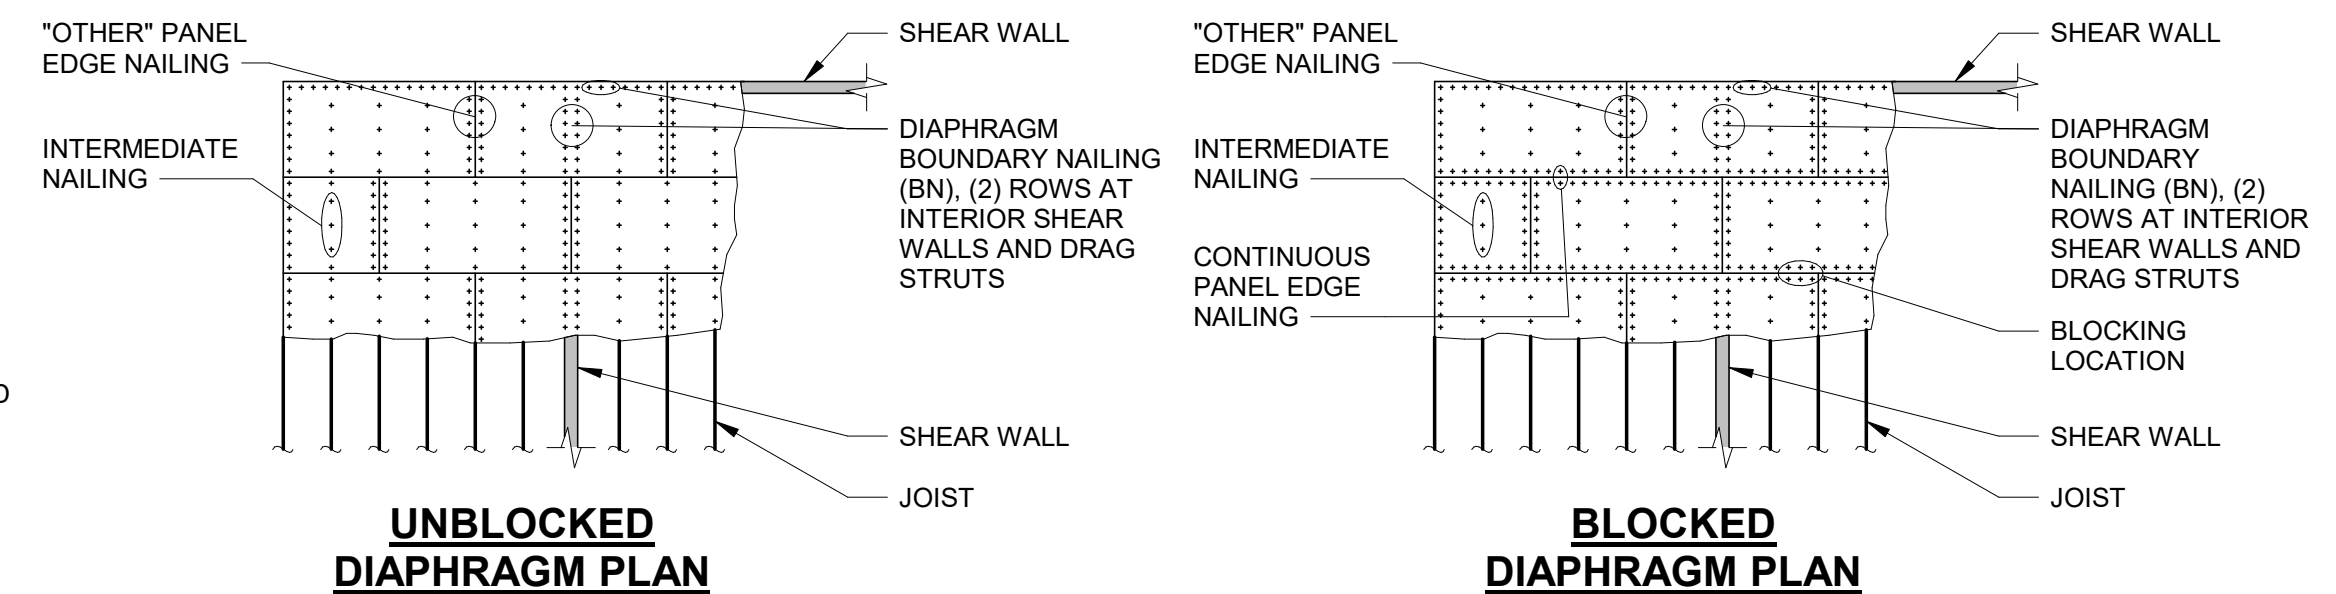 "OTHER" PANEL
EDGE NAILING
INTERMEDIATE
NAILING
SHEAR WALL
DIAPHRAGM
BOUNDARY NAILING
(BN), (2) ROWS AT
INTERIOR SHEAR
WALLS AND DRAG
STRUTS
SHEAR WALL
JOIST
UNBLOCKED
DIAPHRAGM PLAN
"OTHER" PANEL
EDGE NAILING
INTERMEDIATE
NAILING
CONTINUOUS
PANEL EDGE
NAILING
SHEAR WALL
DIAPHRAGM
BOUNDARY
NAILING (BN), (2)
ROWS AT INTERIOR
SHEAR WALLS AND
DRAG STRUTS
BLOCKING
LOCATION
SHEAR WALL
JOIST
BLOCKED
DIAPHRAGM PLAN